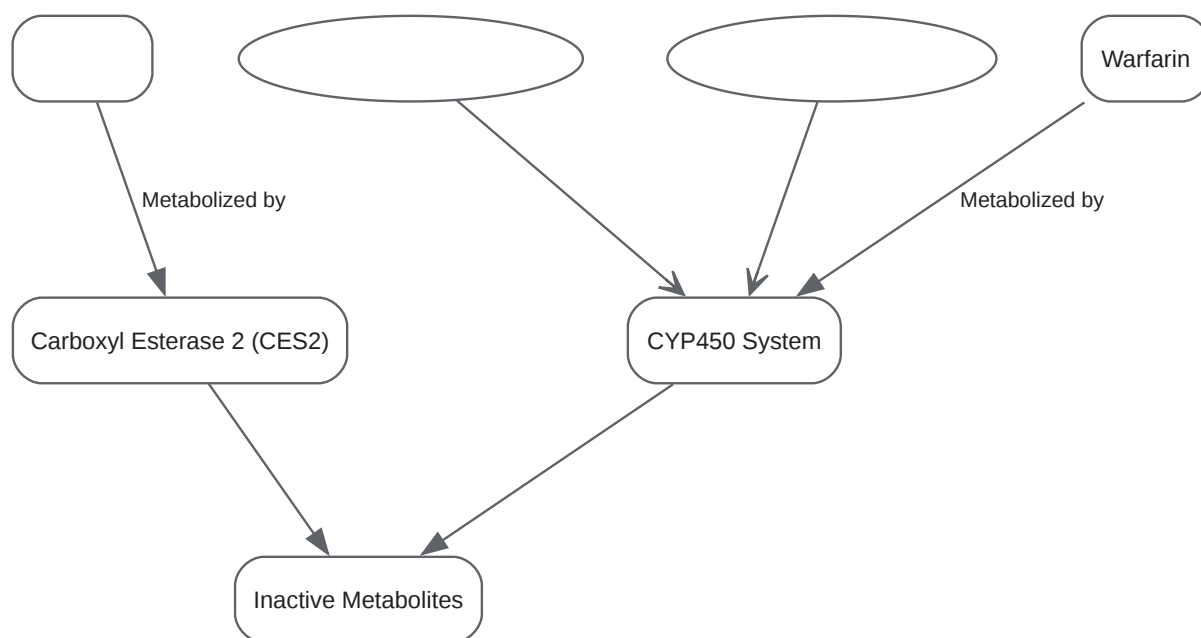 Warfarin
Metabolized by
Metabolized by
Carboxyl Esterase 2 (CES2)
CYP450 System
Inactive Metabolites